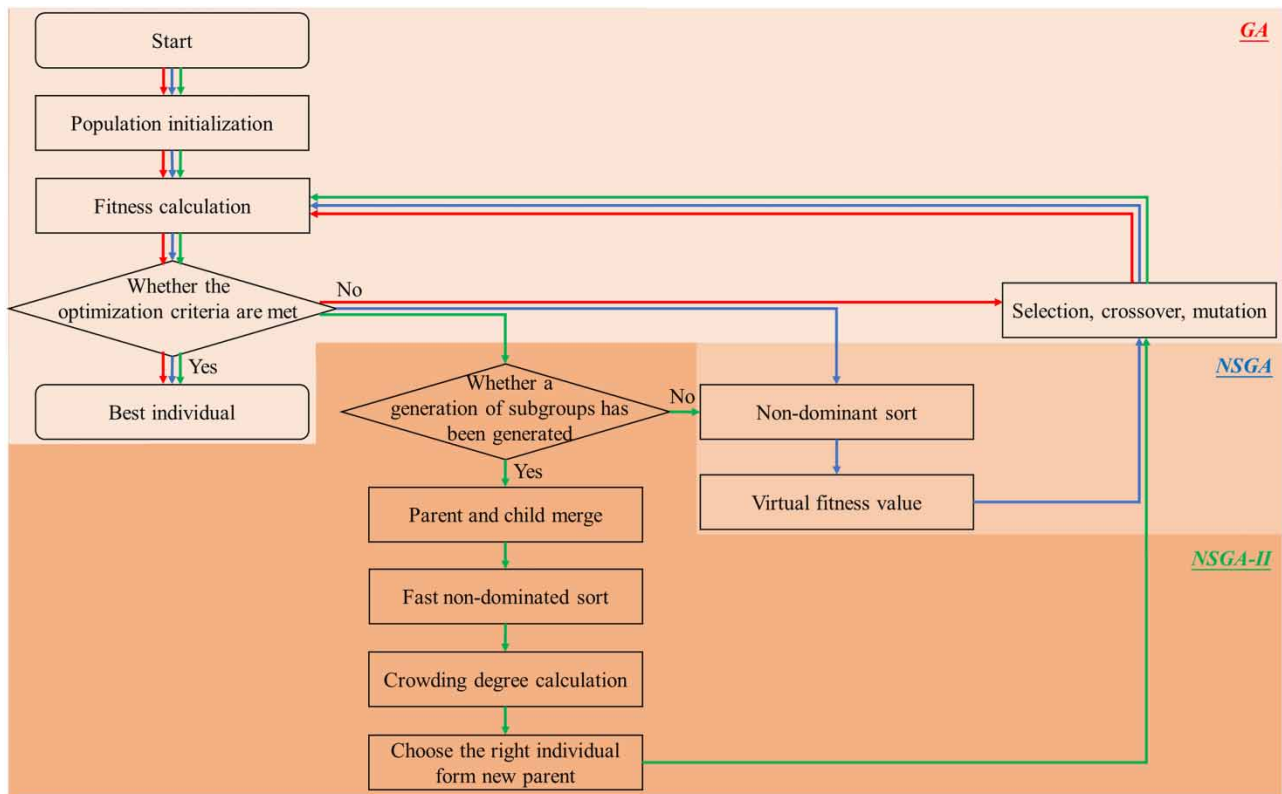 Start
GA
Population initialization
Fitness calculation
Whether the
optimization criteria are met
No
Selection, crossover, mutation
Yes
Best individual
NSGA
Whether a
generation of subgroups has
been generated
No
Non-dominant sort
Yes
Virtual fitness value
Parent and child merge
NSGA-II
Fast non-dominated sort
Crowding degree calculation
Choose the right individual
form new parent